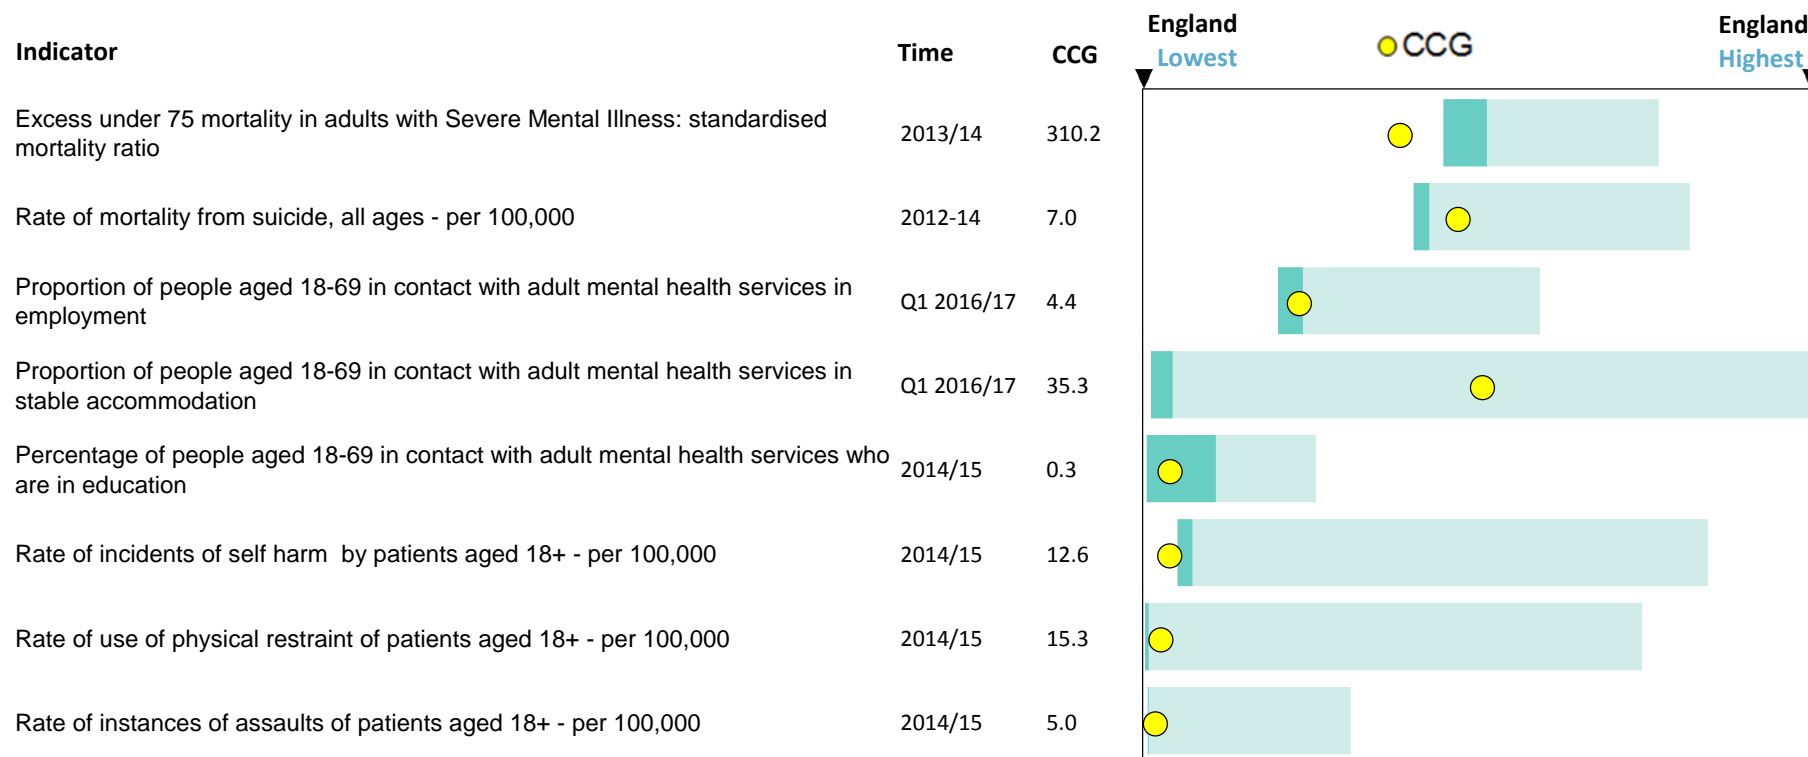 England England
Indicator Time CCG CCG
Lowest Highest
Excess under 75 mortality in adults with Severe Mental Illness: standardised
mortality ratio
2013/14 310.2
Rate of mortality from suicide, all ages - per 100,000 2012-14 7.0
Proportion of people aged 18-69 in contact with adult mental health services in
employment
Q1 2016/17 4.4
Proportion of people aged 18-69 in contact with adult mental health services in
stable accommodation
Q1 2016/17 35.3
Percentage of people aged 18-69 in contact with adult mental health services who
are in education
2014/15 0.3
Rate of incidents of self harm  by patients aged 18+ - per 100,000 2014/15 12.6
Rate of use of physical restraint of patients aged 18+ - per 100,000 2014/15 15.3
Rate of instances of assaults of patients aged 18+ - per 100,000 2014/15 5.0